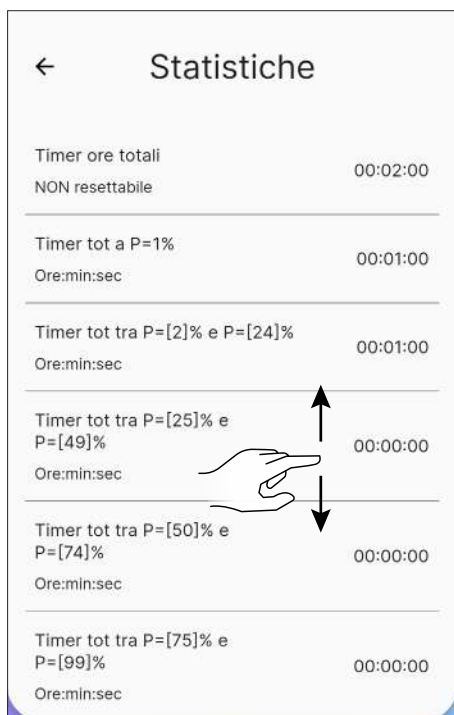 Statistiche
Timer ore totali
NON resettabile
00:02:00
Timer tot a P=1%
Ore:min:sec
00:01:00
Timer tot tra P=[2]% e P=[24]%
Ore:min:sec
00:01:00
Timer tot tra P=[25]% e
P=[49]%
Ore:min:sec
00:00:00
Timer tot tra P=[50]% e
P=[74]%
Ore:min:sec
00:00:00
Timer tot tra P=[75]% e
P=[99]%
Ore:min:sec
00:00:00